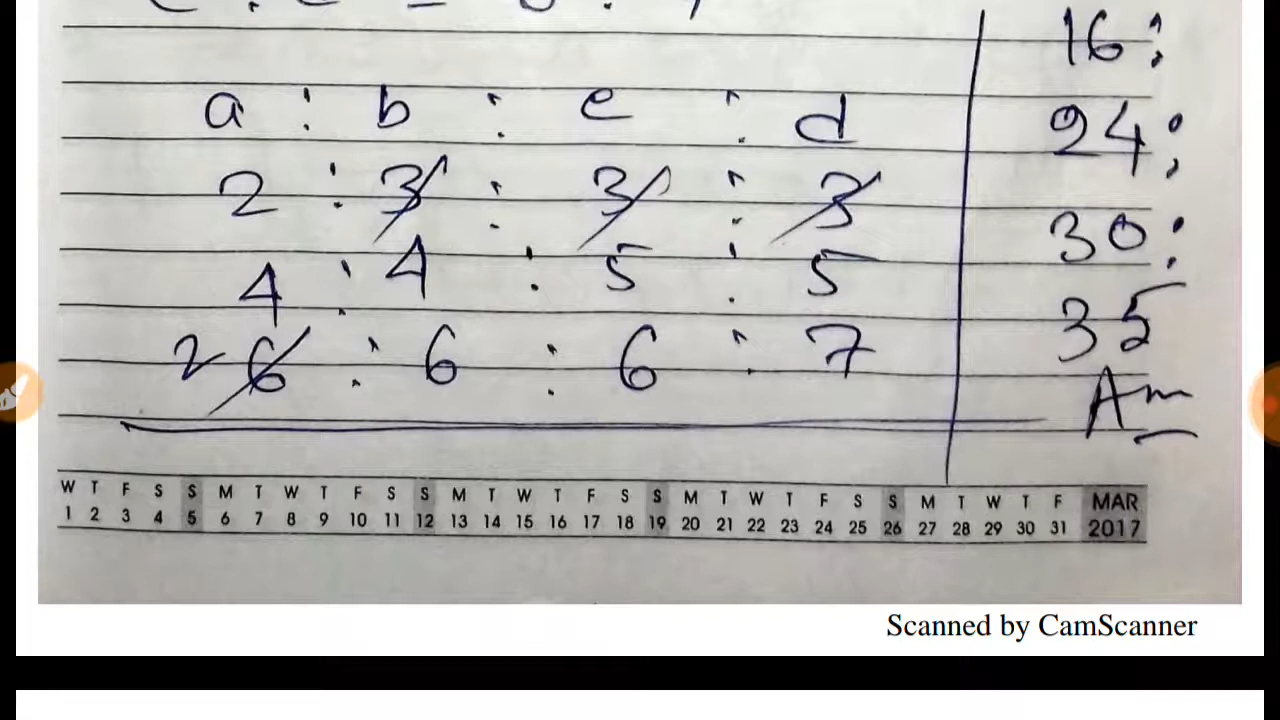 a : b : c : d
2 : 3 : 3 : 3
4 : 4 : 5 : 5
2 6 : 6 : 6 : 7
16 :
24 :
30 :
35
Ans
W T F S S M T W T F S S M T W T F S S M T W T F S S M T W T F MAR
1 2 3 4 5 6 7 8 9 10 11 12 13 14 15 16 17 18 19 20 21 22 23 24 25 26 27 28 29 30 31 2017
Scanned by CamScanner